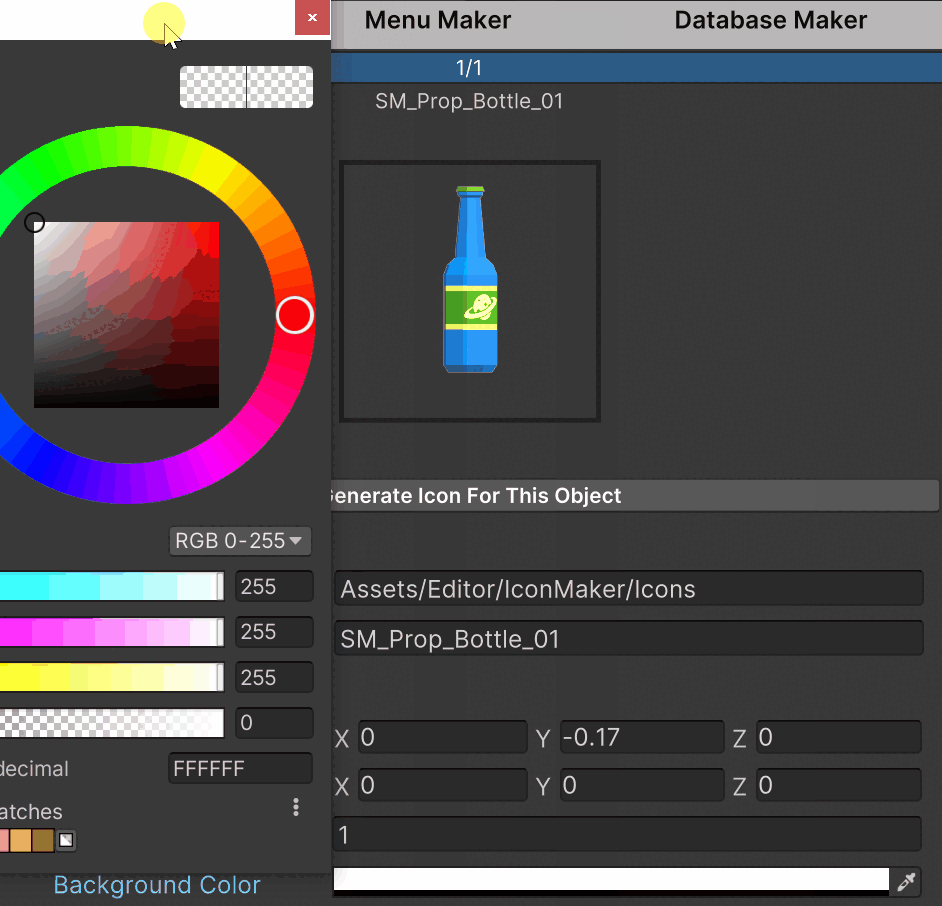 Menu Maker
Database Maker
1/1
SM_Prop_Bottle_01
Generate Icon For This Object
RGB 0-255
255
255
255
0
decimal
FFFFFF
atches
Background Color
Assets/Editor/IconMaker/Icons
SM_Prop_Bottle_01
X 0 Y -0.17 Z 0
X 0 Y 0 Z 0
1